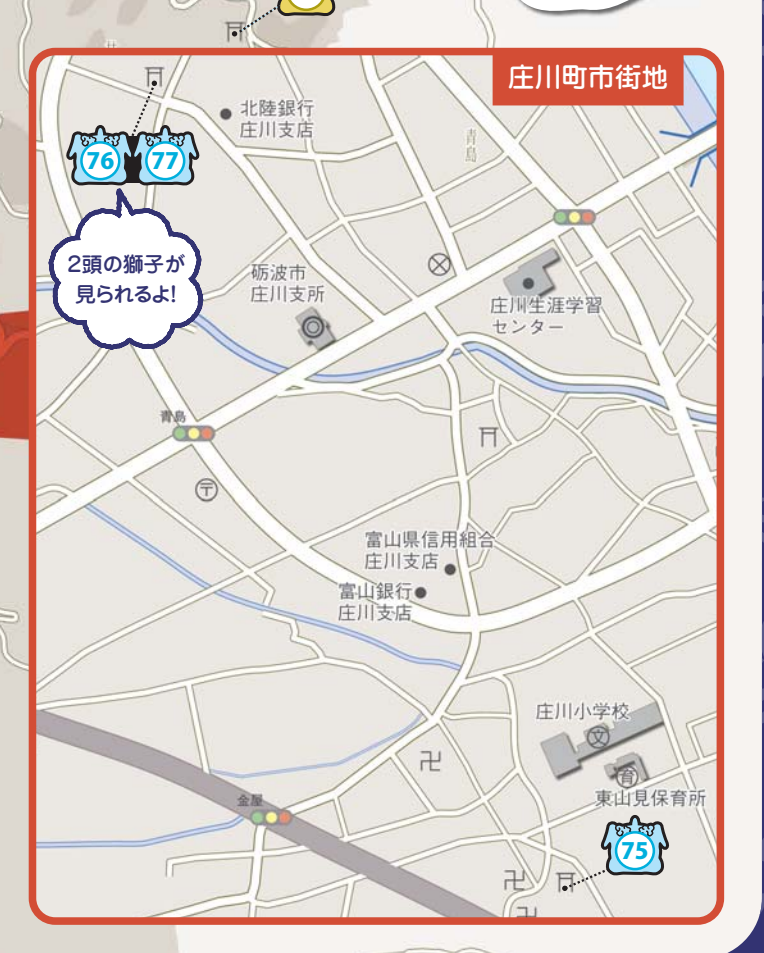 庄川町市街地
北陸銀行
庄川支店
青島
76
77
2頭の獅子が
見られるよ!
砺波市
庄川支所
庄川生涯学習
センター
青島
富山県信用組合
庄川支店
富山銀行
庄川支店
庄川小学校
文
育
東山見保育所
金屋
75